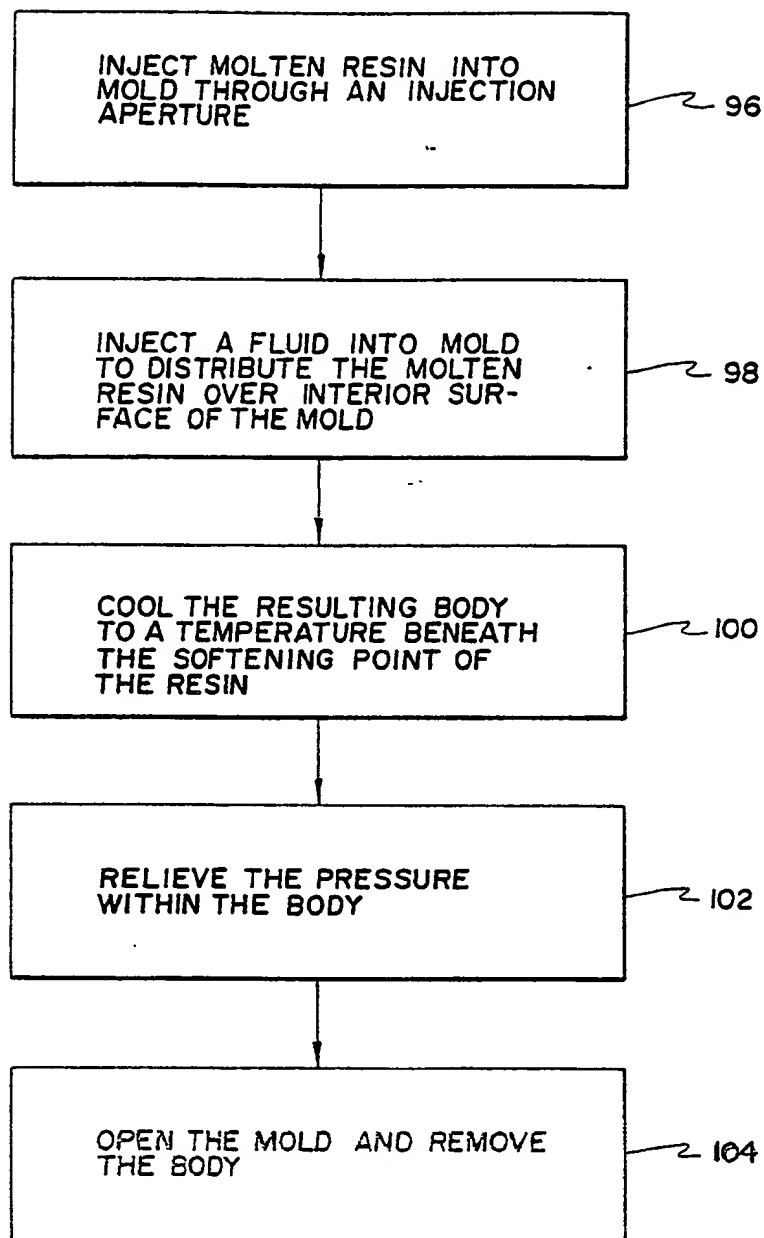 INJECT MOLTEN RESIN INTO
MOLD THROUGH AN INJECTION
APERTURE
96
INJECT A FLUID INTO MOLD
TO DISTRIBUTE THE MOLTEN
RESIN OVER INTERIOR SUR-
FACE OF THE MOLD
98
COOL THE RESULTING BODY
TO A TEMPERATURE BENEATH
THE SOFTENING POINT OF
THE RESIN
100
RELIEVE THE PRESSURE
WITHIN THE BODY
102
OPEN THE MOLD AND REMOVE
THE BODY
104